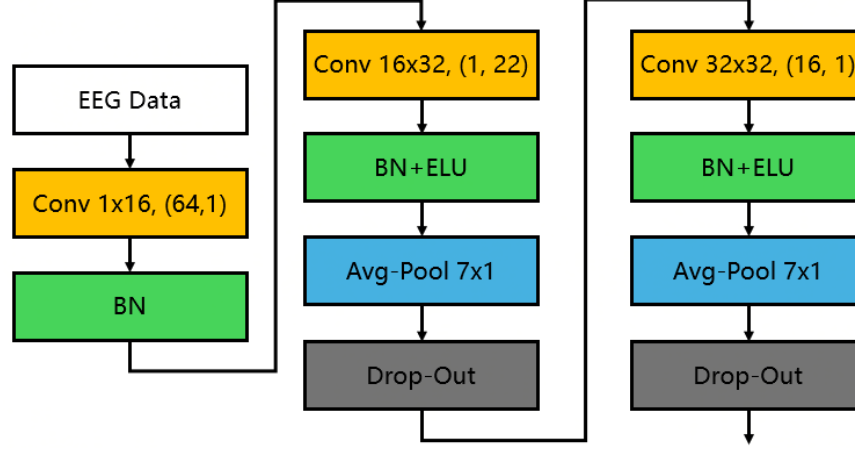 EEG Data
Conv 1x16, (64,1)
BN
Conv 16x32, (1, 22)
BN+ELU
Avg-Pool 7x1
Drop-Out
Conv 32x32, (16, 1)
BN+ELU
Avg-Pool 7x1
Drop-Out